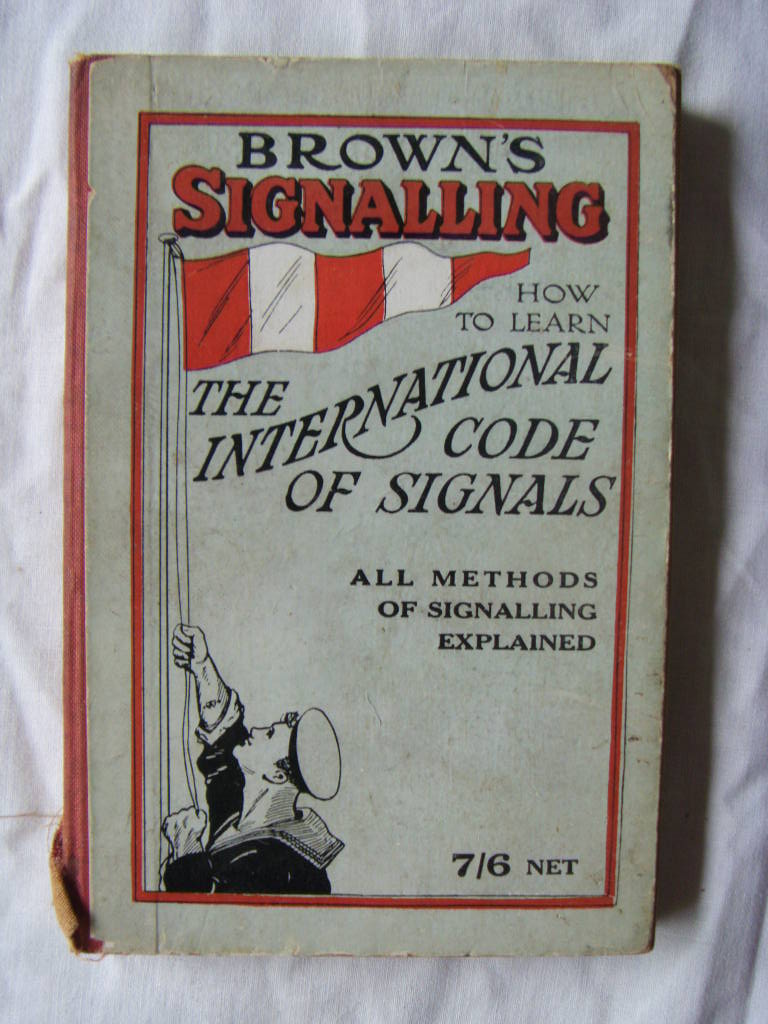 BROWN'S
SIGNALLING
HOW
TO LEARN
THE
INTERNATIONAL
CODE
OF SIGNALS
ALL METHODS
OF SIGNALLING
EXPLAINED
7/6 NET